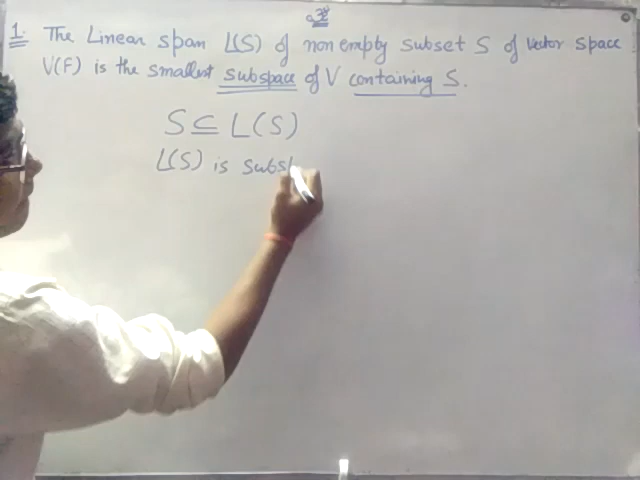 1. The Linear span L(S) of non empty subset S of vector space
V(F) is the smallest subspace of V containing S.
S ⊆ L(S)
L(S) is subs